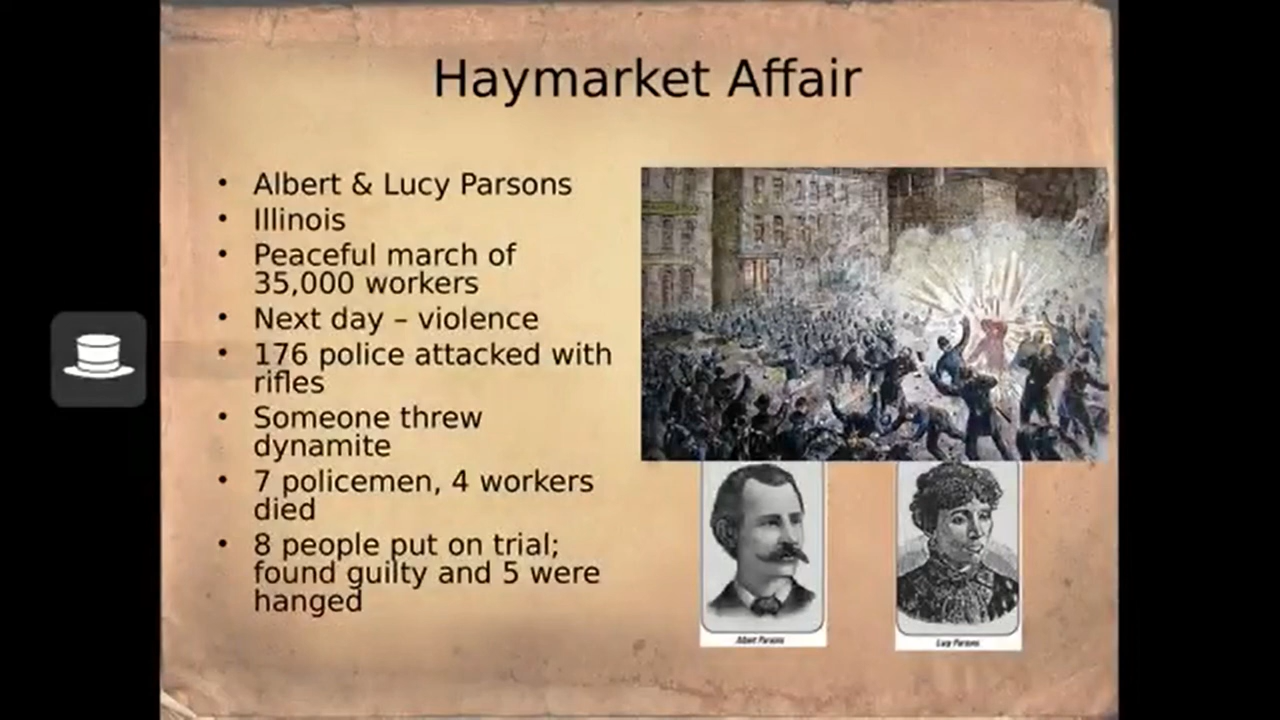 Haymarket Affair
• Albert & Lucy Parsons
• Illinois
• Peaceful march of
35,000 workers
• Next day – violence
• 176 police attacked with
rifles
• Someone threw
dynamite
• 7 policemen, 4 workers
died
• 8 people put on trial;
found guilty and 5 were
hanged
Albert Parsons
Lucy Parsons